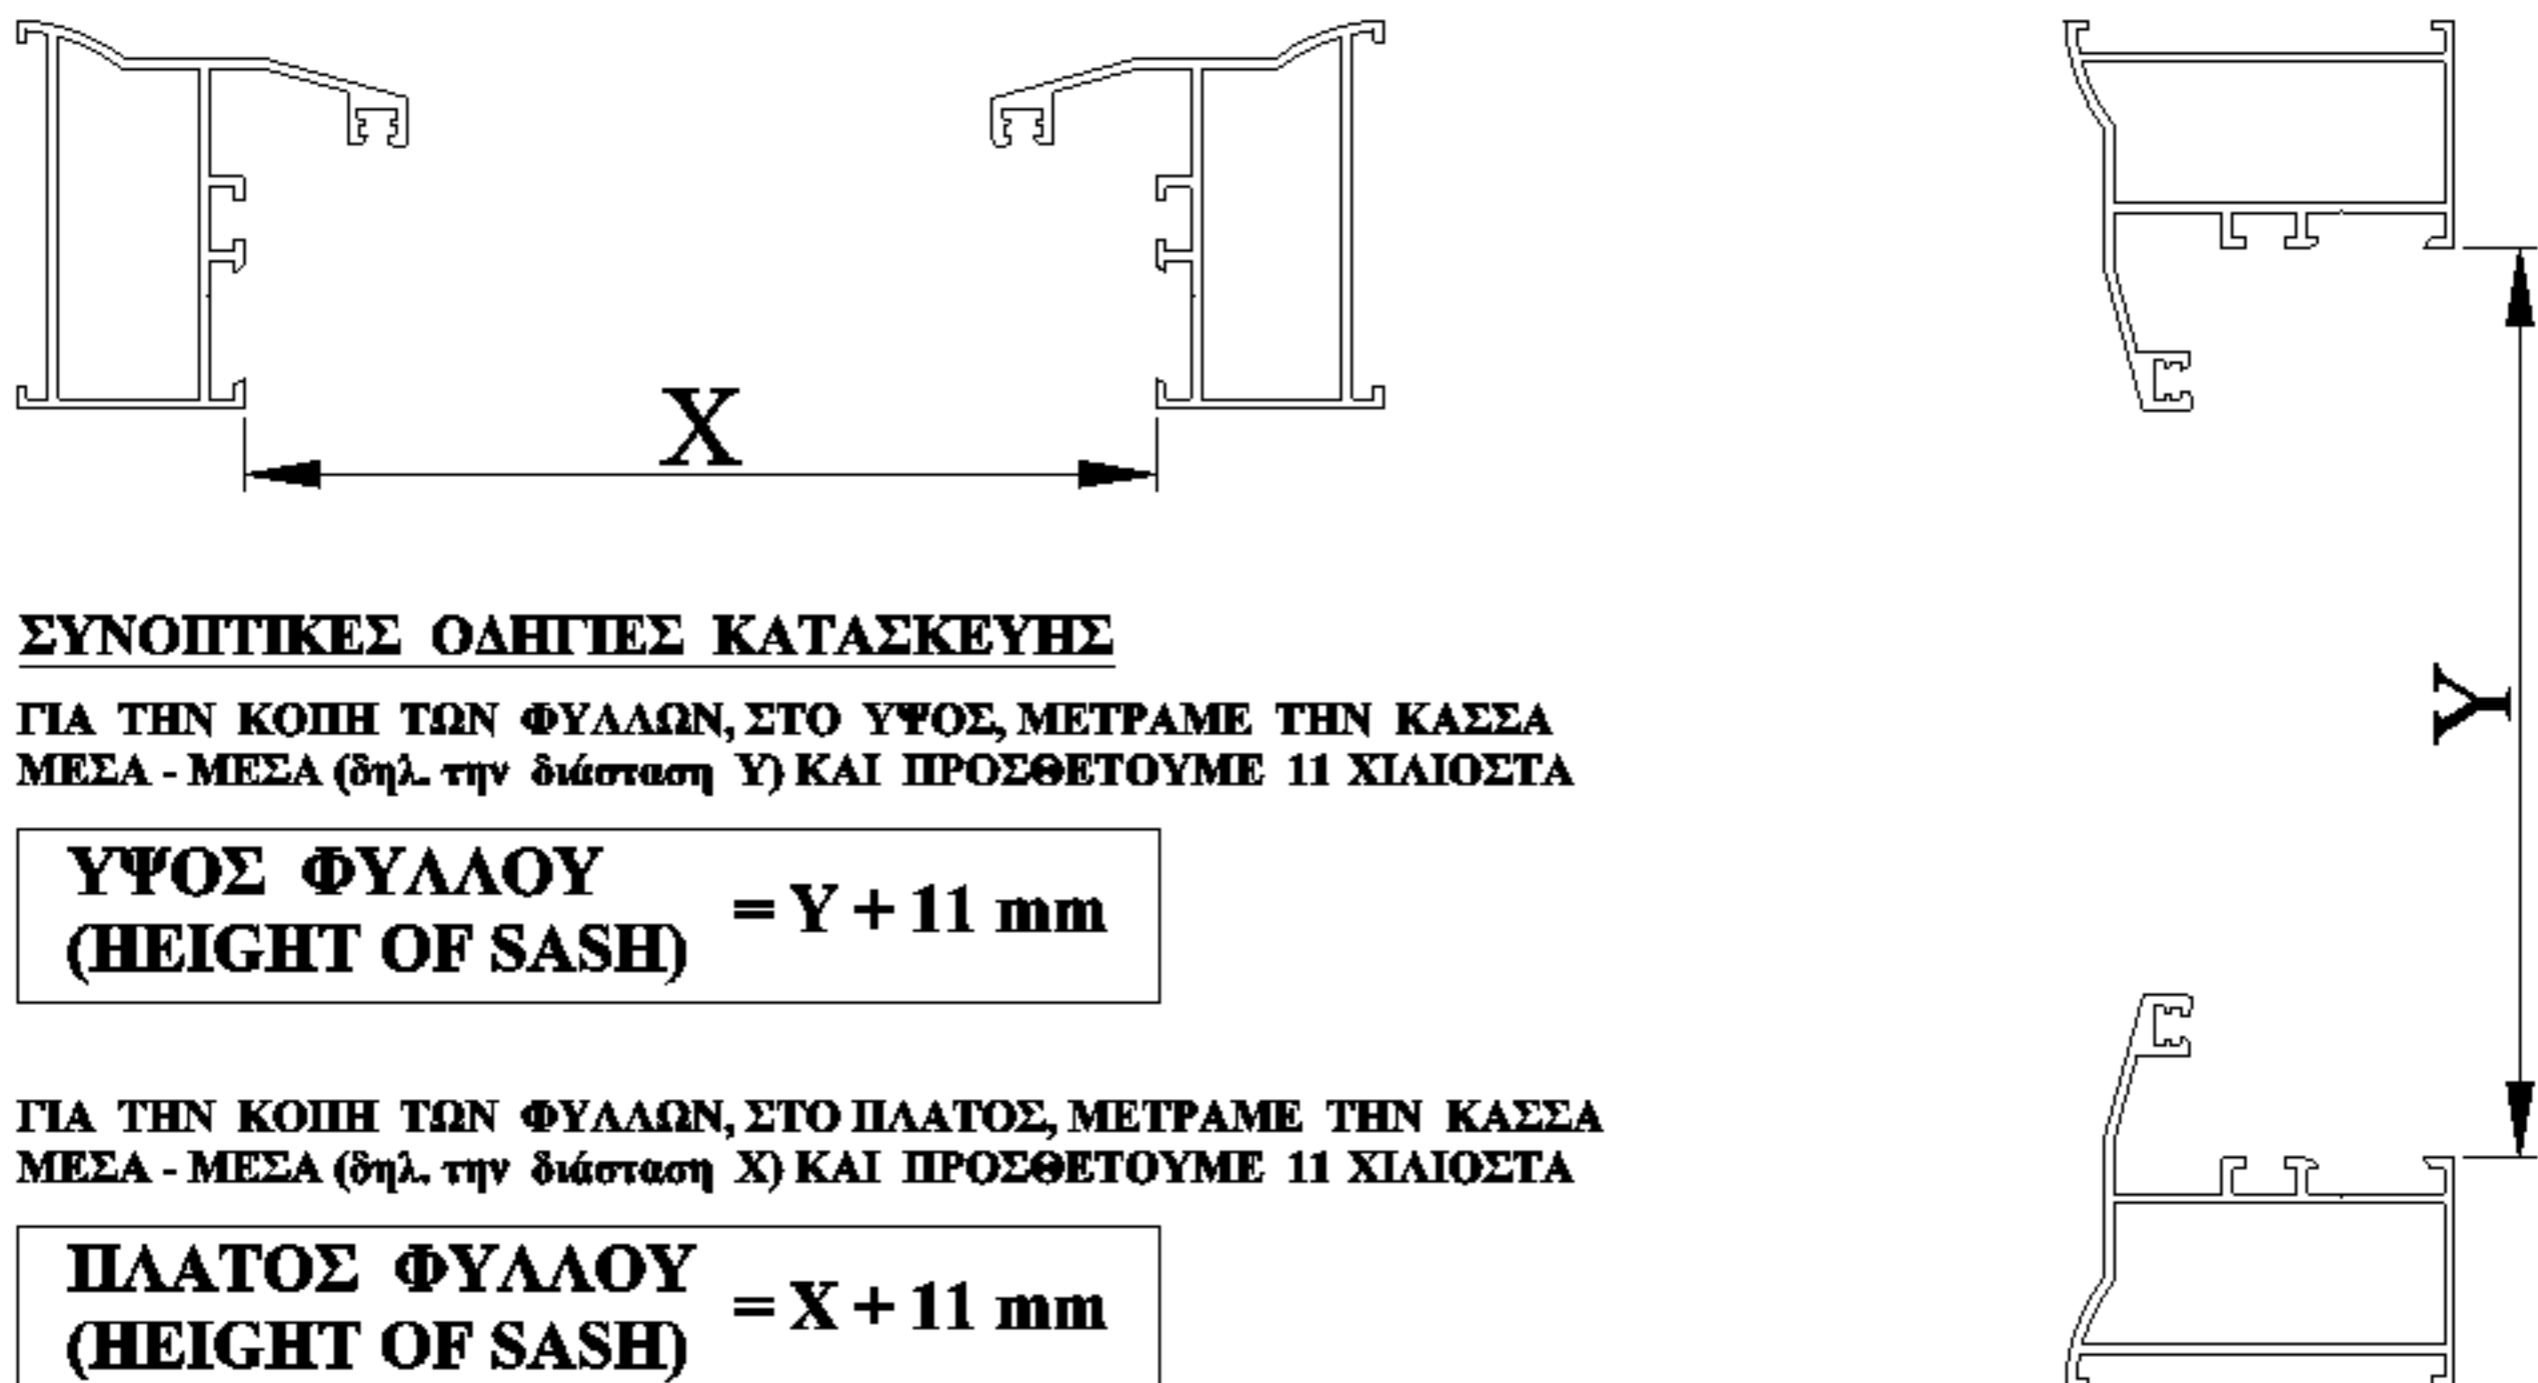 X
ΣΥΝΟΠΤΙΚΕΣ ΟΔΗΓΙΕΣ ΚΑΤΑΣΚΕΥΗΣ
ΓΙΑ ΤΗΝ ΚΟΠΗ ΤΩΝ ΦΥΛΛΩΝ, ΣΤΟ ΥΨΟΣ, ΜΕΤΡΑΜΕ ΤΗΝ ΚΑΣΣΑ
ΜΕΣΑ - ΜΕΣΑ (δηλ. την διάσταση Y) ΚΑΙ ΠΡΟΣΘΕΤΟΥΜΕ 11 ΧΙΛΙΟΣΤΑ
ΥΨΟΣ ΦΥΛΛΟΥ
(HEIGHT OF SASH)
= Y + 11 mm
ΓΙΑ ΤΗΝ ΚΟΠΗ ΤΩΝ ΦΥΛΛΩΝ, ΣΤΟ ΠΛΑΤΟΣ, ΜΕΤΡΑΜΕ ΤΗΝ ΚΑΣΣΑ
ΜΕΣΑ - ΜΕΣΑ (δηλ. την διάσταση X) ΚΑΙ ΠΡΟΣΘΕΤΟΥΜΕ 11 ΧΙΛΙΟΣΤΑ
ΠΛΑΤΟΣ ΦΥΛΛΟΥ
(HEIGHT OF SASH)
= X + 11 mm
Y